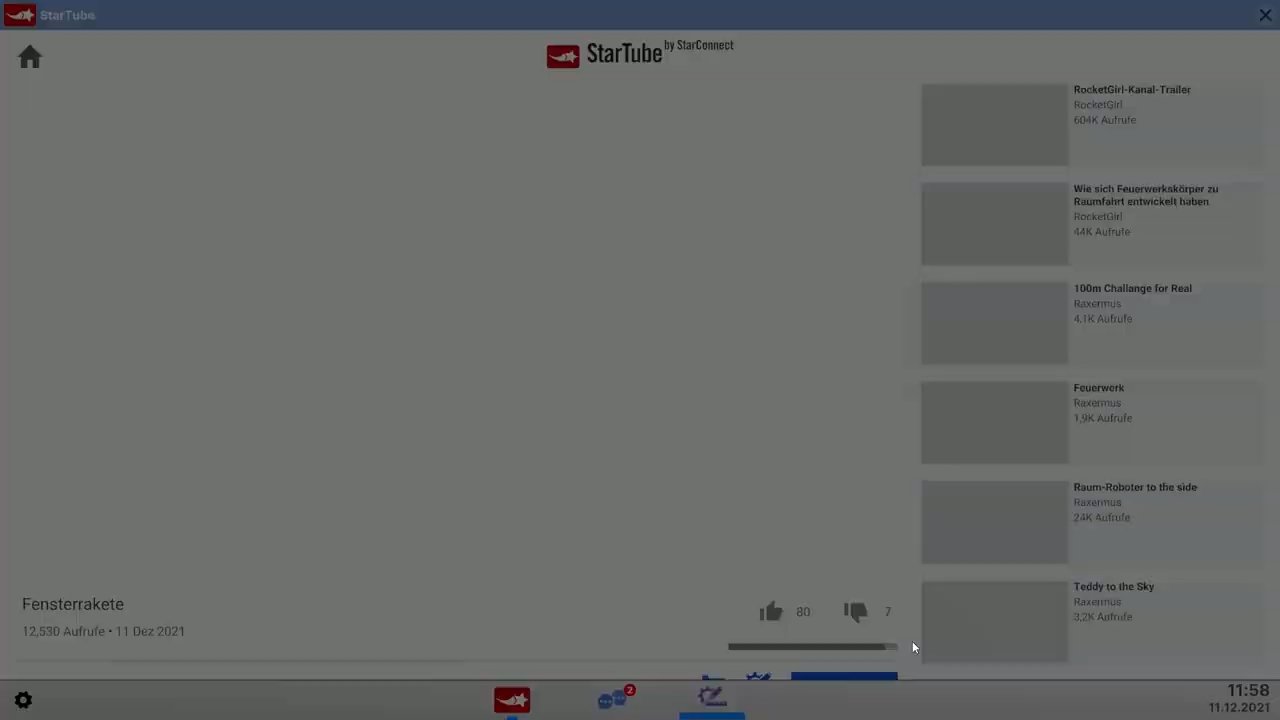 StarTube
StarTube by StarConnect
RocketGirl-Kanal-Trailer
RocketGirl
604K Aufrufe
Wie sich Feuerwerkskörper zu
Raumfahrt entwickelt haben
RocketGirl
44K Aufrufe
100m Challange for Real
Raxermus
4,1K Aufrufe
Feuerwerk
Raxermus
1,9K Aufrufe
Raum-Roboter to the side
Raxermus
24K Aufrufe
Teddy to the Sky
Raxermus
3,2K Aufrufe
Fensterrakete
80
7
12,530 Aufrufe • 11 Dez 2021
2
11:58
11.12.2021